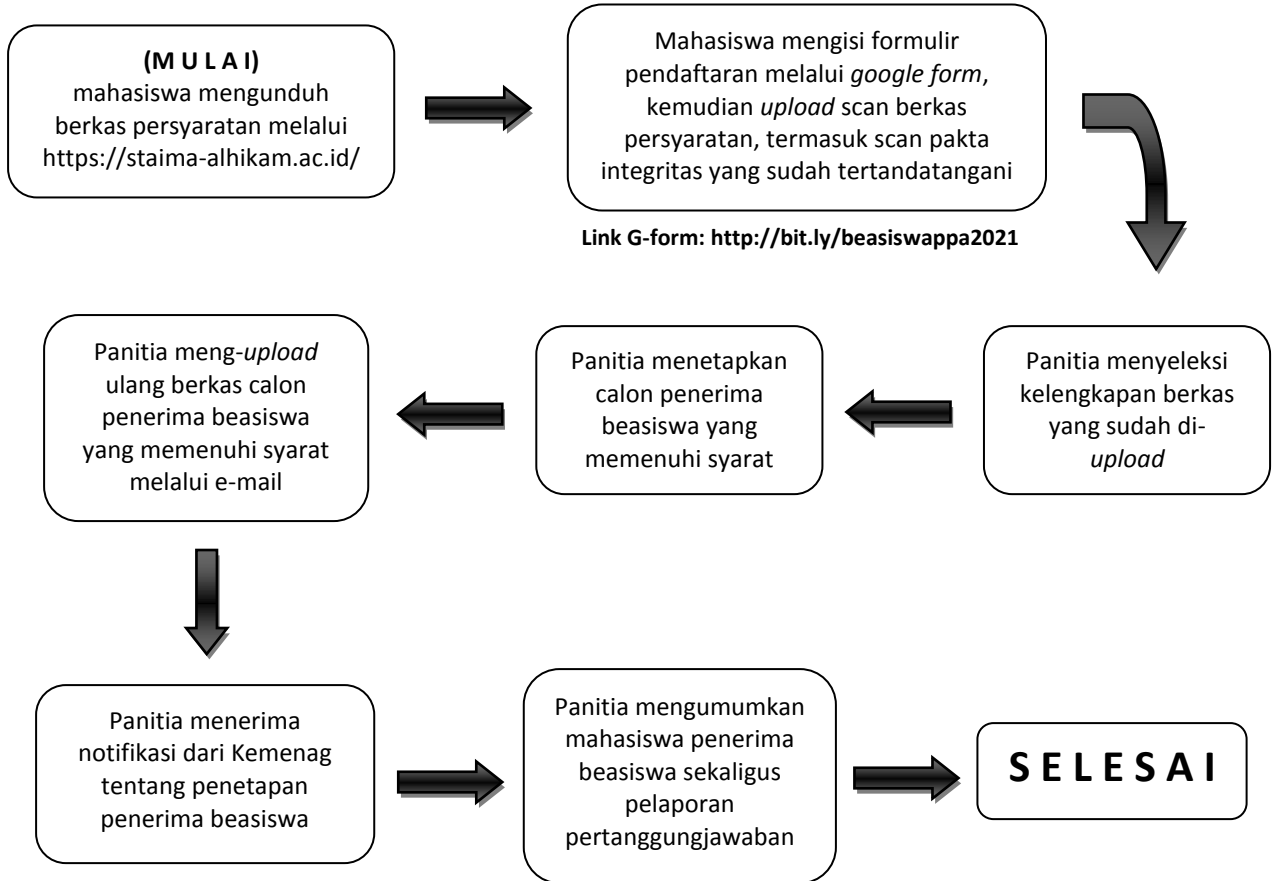 (M U L A I)
mahasiswa mengunduh
berkas persyaratan melalui
https://staima-alhikam.ac.id/
Mahasiswa mengisi formulir
pendaftaran melalui google form,
kemudian upload scan berkas
persyaratan, termasuk scan pakta
integritas yang sudah tertandatangani
Link G-form: http://bit.ly/beasiswappa2021
Panitia menyeleksi
kelengkapan berkas
yang sudah di-
upload
Panitia menetapkan
calon penerima
beasiswa yang
memenuhi syarat
Panitia meng-upload
ulang berkas calon
penerima beasiswa
yang memenuhi syarat
melalui e-mail
Panitia menerima
notifikasi dari Kemenag
tentang penetapan
penerima beasiswa
Panitia mengumumkan
mahasiswa penerima
beasiswa sekaligus
pelaporan
pertanggungjawaban
S E L E S A I